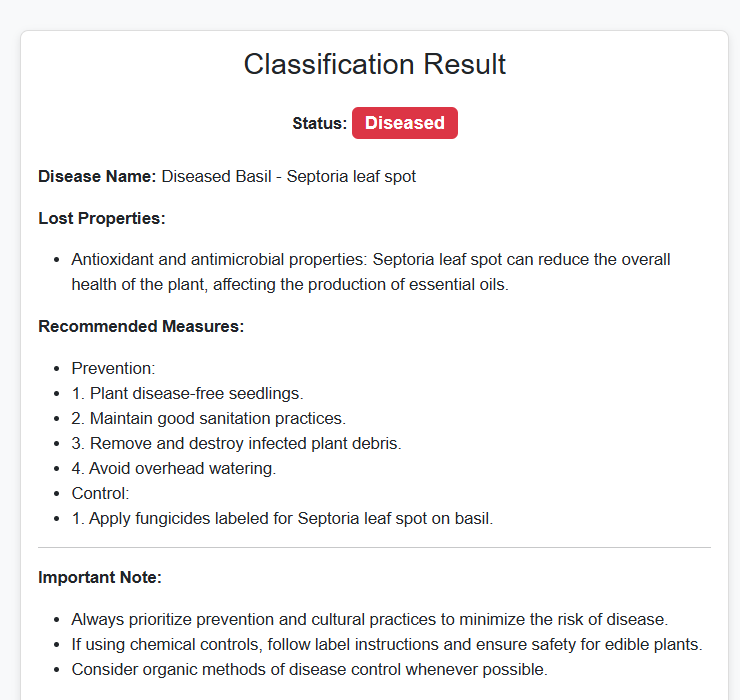 Classification Result
Status: Diseased
Disease Name: Diseased Basil - Septoria leaf spot
Lost Properties:
• Antioxidant and antimicrobial properties: Septoria leaf spot can reduce the overall
health of the plant, affecting the production of essential oils.
Recommended Measures:
• Prevention:
• 1. Plant disease-free seedlings.
• 2. Maintain good sanitation practices.
• 3. Remove and destroy infected plant debris.
• 4. Avoid overhead watering.
• Control:
• 1. Apply fungicides labeled for Septoria leaf spot on basil.
Important Note:
• Always prioritize prevention and cultural practices to minimize the risk of disease.
• If using chemical controls, follow label instructions and ensure safety for edible plants.
• Consider organic methods of disease control whenever possible.